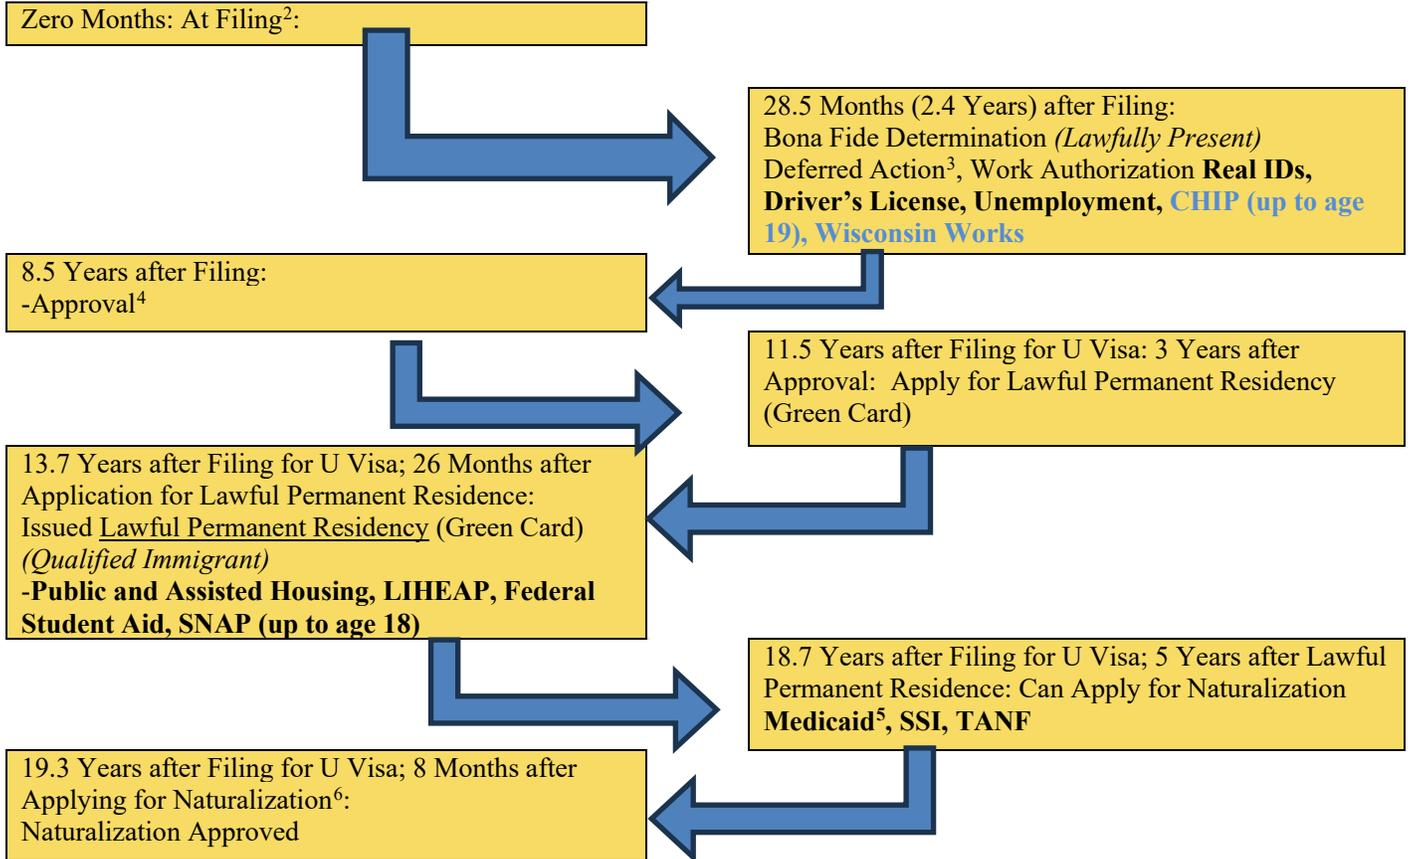 Zero Months: At Filing²:
28.5 Months (2.4 Years) after Filing:
Bona Fide Determination (Lawfully Present)
Deferred Action³, Work Authorization Real IDs,
Driver’s License, Unemployment, CHIP (up to age
19), Wisconsin Works
8.5 Years after Filing:
-Approval⁴
11.5 Years after Filing for U Visa: 3 Years after
Approval: Apply for Lawful Permanent Residency
(Green Card)
13.7 Years after Filing for U Visa; 26 Months after
Application for Lawful Permanent Residence:
Issued Lawful Permanent Residency (Green Card)
(Qualified Immigrant)
-Public and Assisted Housing, LIHEAP, Federal
Student Aid, SNAP (up to age 18)
18.7 Years after Filing for U Visa; 5 Years after Lawful
Permanent Residence: Can Apply for Naturalization
Medicaid⁵, SSI, TANF
19.3 Years after Filing for U Visa; 8 Months after
Applying for Naturalization⁶:
Naturalization Approved